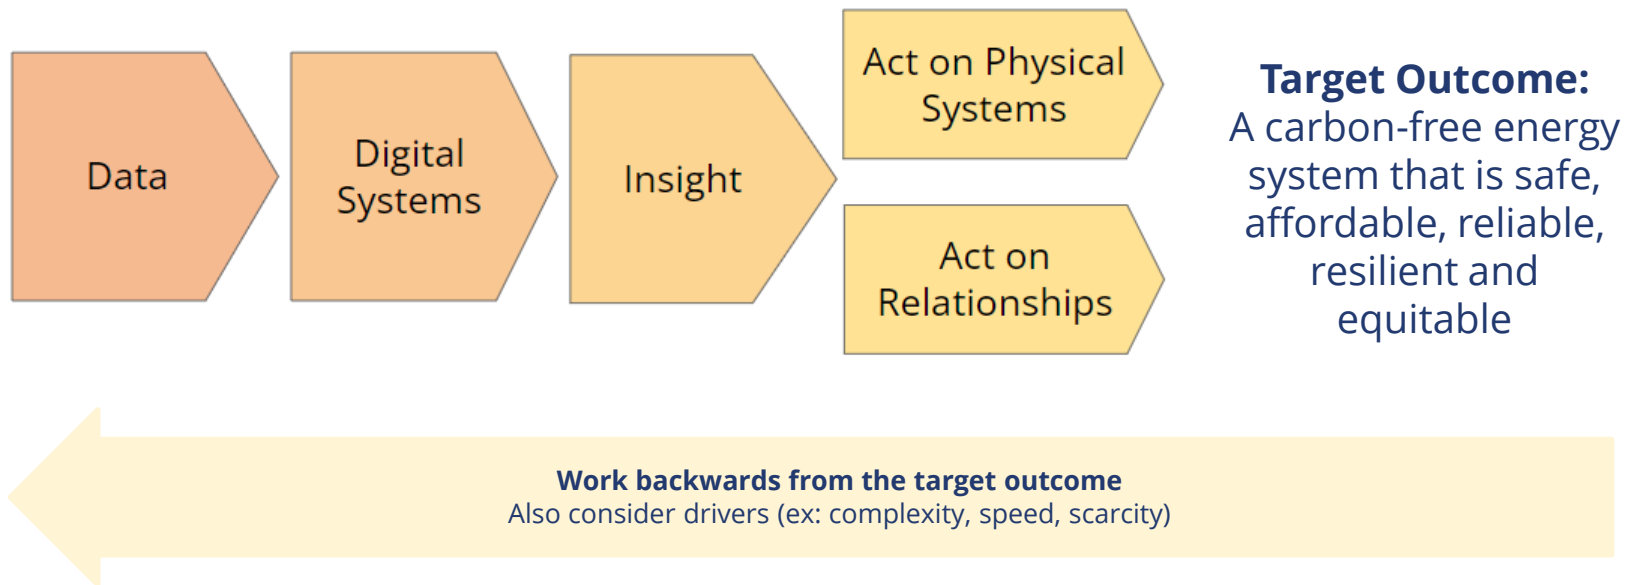 Data
Digital
Systems
Insight
Act on Physical
Systems
Act on
Relationships
Target Outcome:
A carbon-free energy
system that is safe,
affordable, reliable,
resilient and
equitable
Work backwards from the target outcome
Also consider drivers (ex: complexity, speed, scarcity)